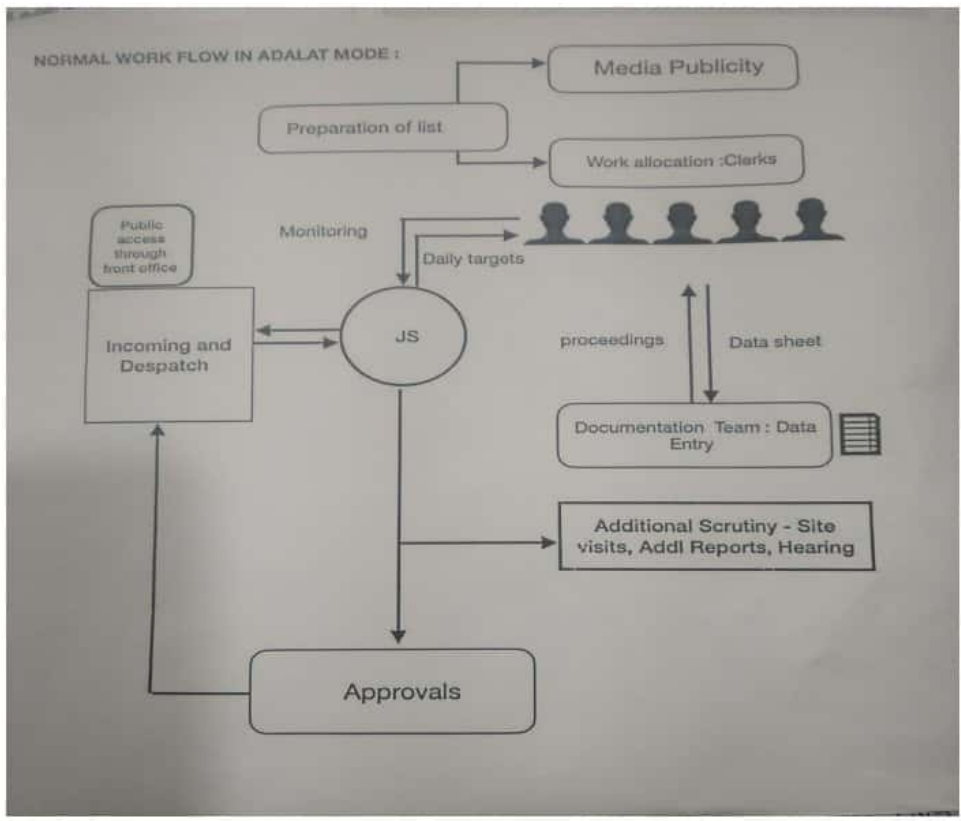 NORMAL WORK FLOW IN ADALAT MODE :
Media Publicity
Preparation of list
Work allocation :Clerks
Public
access
through
front office
Monitoring
Daily targets
Incoming and
Despatch
JS
proceedings
Data sheet
Documentation Team : Data
Entry
Additional Scrutiny - Site
visits, Addl Reports, Hearing
Approvals